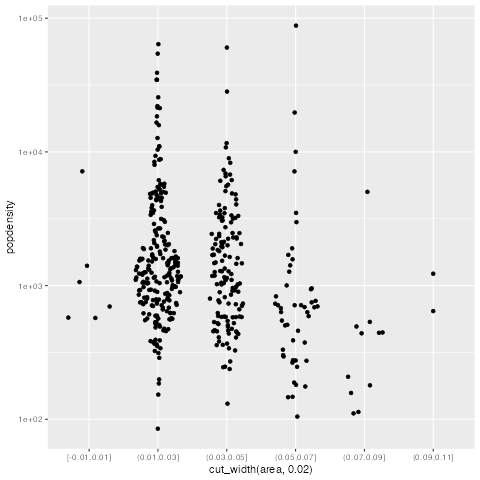 1e+05
1e+04
1e+03
1e+02
popdensity
[-0.01,0.01]
(0.01,0.03]
(0.03,0.05]
(0.05,0.07]
(0.07,0.09]
(0.09,0.11]
cut_width(area, 0.02)